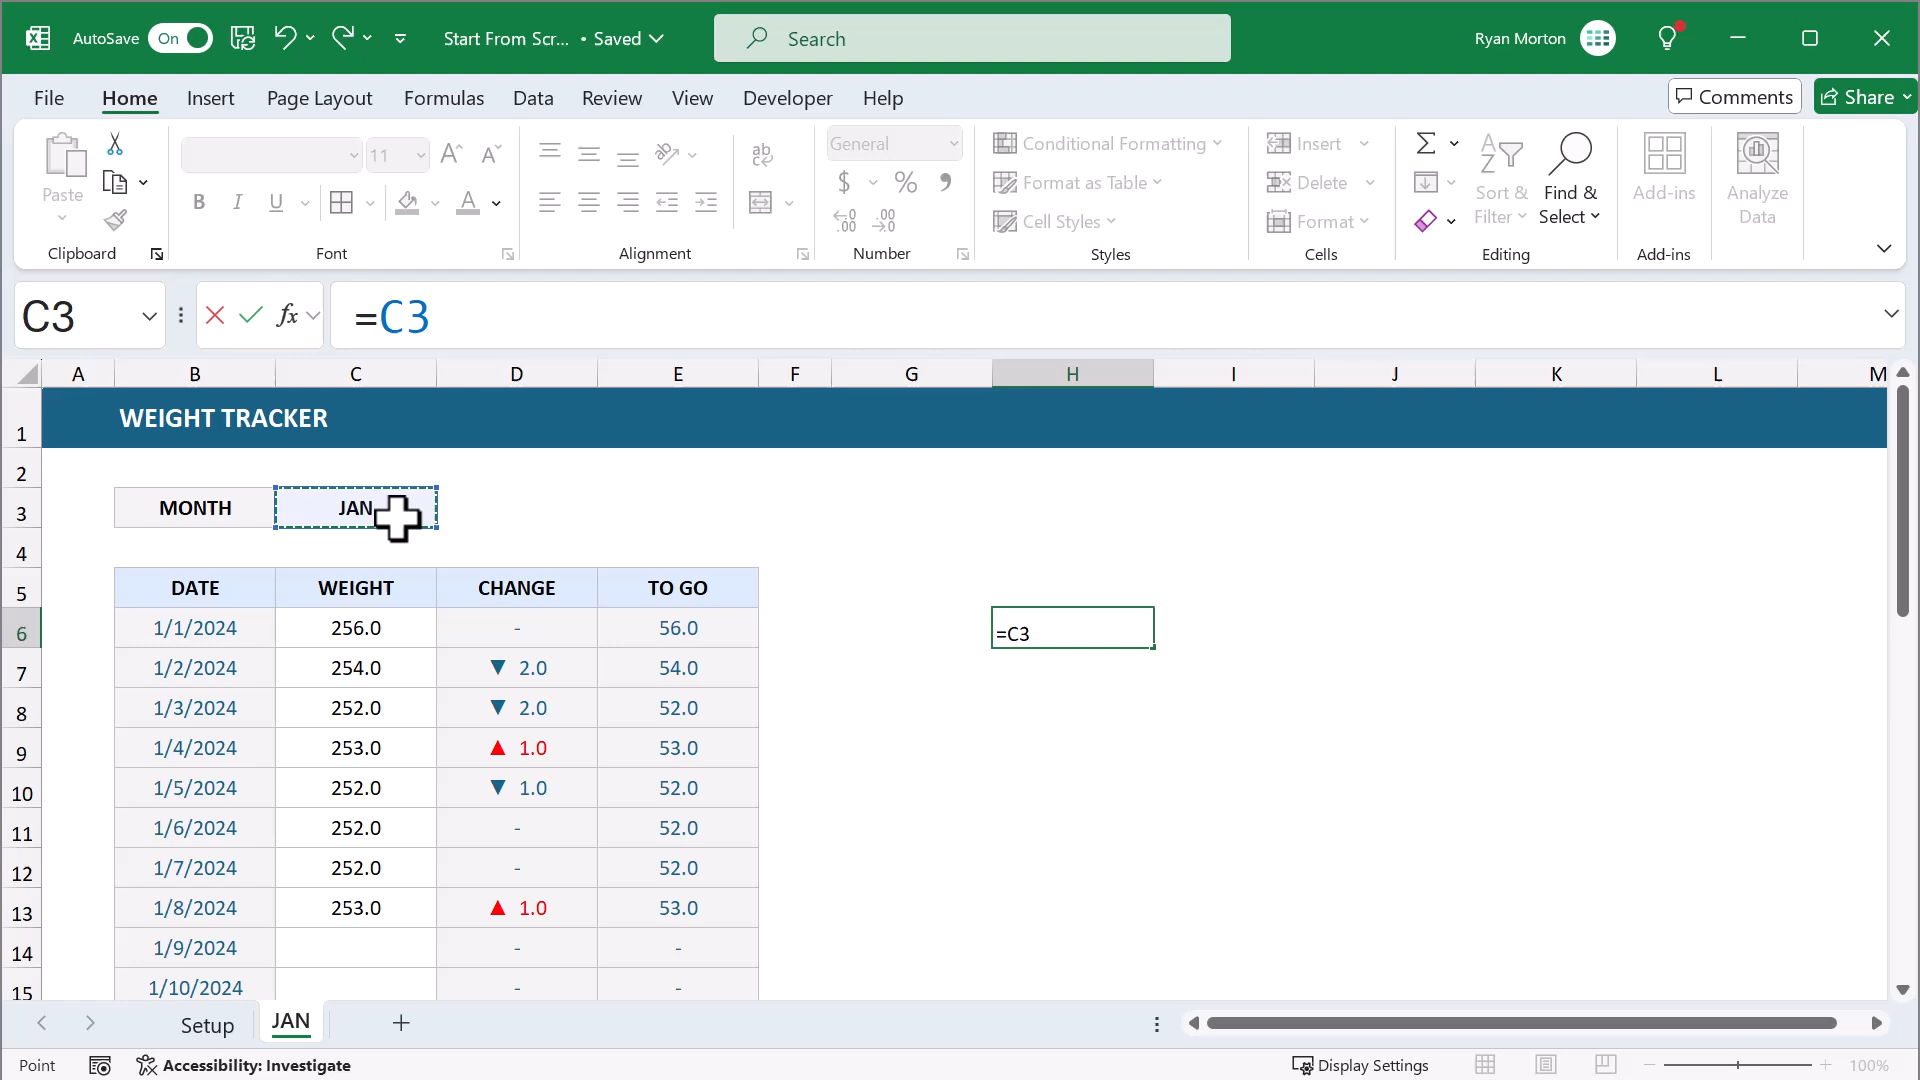 AutoSave On Start From Scr... • Saved Search Ryan Morton
File Home Insert Page Layout Formulas Data Review View Developer Help Comments Share
Paste
Clipboard
11
B I U
A
Font
ab
c
Alignment
General
$ % 9
.00
Number
Conditional Formatting
Format as Table
Cell Styles
Styles
Insert
Delete
Format
Cells
Sort &
Filter
Find &
Select
Editing
Add-ins
Add-ins
Analyze
Data
C3 fx =C3
A B C D E F G H I J K L M
1 WEIGHT TRACKER
2
3 MONTH JAN
4
5 DATE WEIGHT CHANGE TO GO
6 1/1/2024 256.0 - 56.0 =C3
7 1/2/2024 254.0 ▼ 2.0 54.0
8 1/3/2024 252.0 ▼ 2.0 52.0
9 1/4/2024 253.0 ▲ 1.0 53.0
10 1/5/2024 252.0 ▼ 1.0 52.0
11 1/6/2024 252.0 - 52.0
12 1/7/2024 252.0 - 52.0
13 1/8/2024 253.0 ▲ 1.0 53.0
14 1/9/2024 - -
15 1/10/2024 - -
Setup JAN +
Point Accessibility: Investigate Display Settings 100%